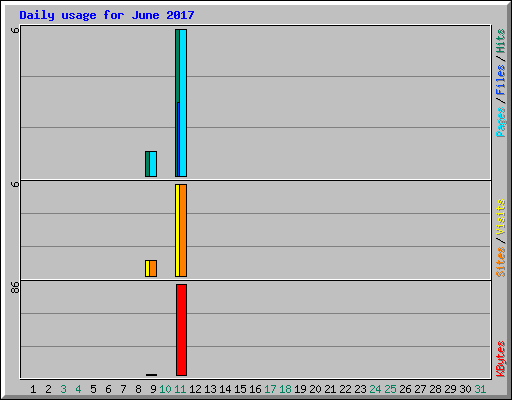 Daily usage for June 2017
6
Pages / Files / Hits
6
Sites / Visits
86
KBytes
1 2 3 4 5 6 7 8 9 10 11 12 13 14 15 16 17 18 19 20 21 22 23 24 25 26 27 28 29 30 31